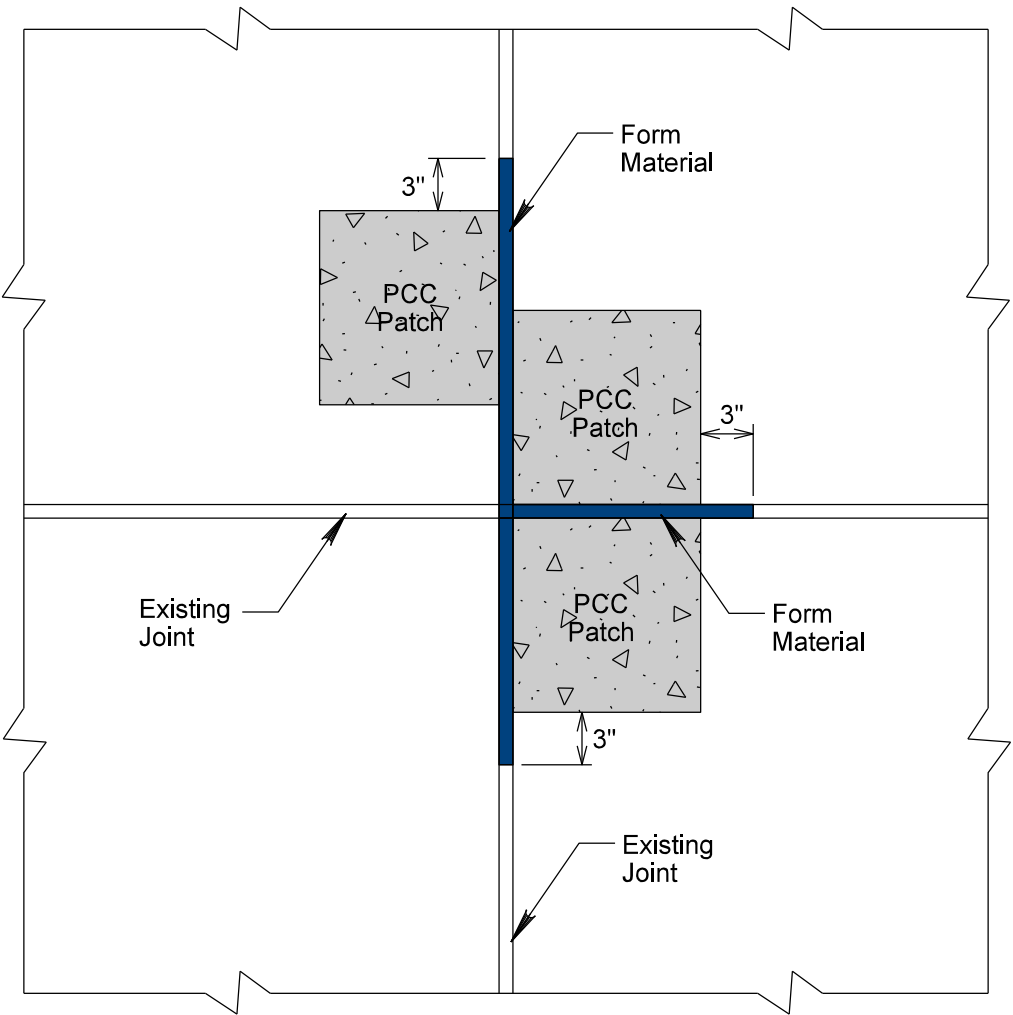 Form
Material
3"
PCC
Patch
PCC
Patch
3"
Existing
Joint
PCC
Patch
Form
Material
3"
Existing
Joint